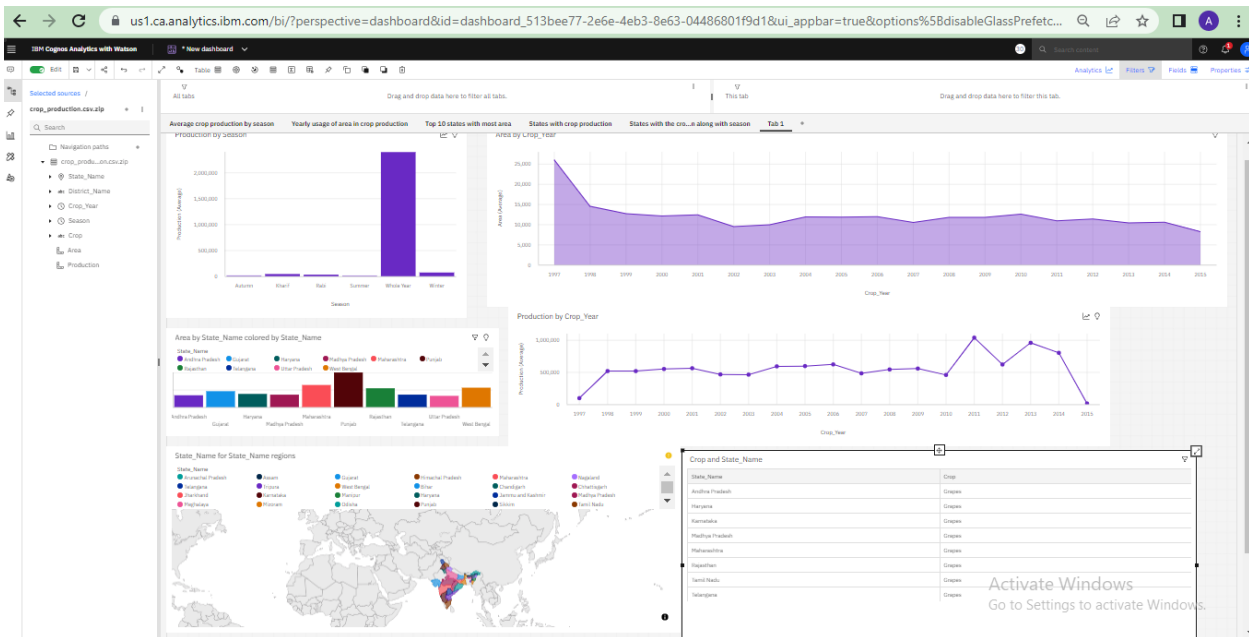 us1.ca.analytics.ibm.com/bi/?perspective=dashboard&id=dashboard_513bee77-2e6e-4eb3-8e63-04486801f9d1&ui_appbar=true&options%5BdisableGlassPrefetc...
A
IBM Cognos Analytics with Watson
* New dashboard
Search content
Edit
Table
Analytics
Filters
Fields
Properties
Selected sources /
All tabs
Drag and drop data here to filter all tabs.
This tab
Drag and drop data here to filter this tab.
crop_production.csv.zip
Search
Average crop production by season
Yearly usage of area in crop production
Top 10 states with most area
States with crop production
States with the cro...n along with season
Tab 1
Navigation paths
crop_produ...on.csv.zip
State_Name
District_Name
Crop_Year
Season
abc Crop
Area
Production
Production by Season
Production (Average)
2,000,000
1,500,000
1,000,000
500,000
0
Autumn Kharif Rabi Summer Whole Year Winter
Season
Area by Crop_Year
Area (Average)
25,000
20,000
15,000
10,000
5,000
0
1997 1998 1999 2000 2001 2002 2003 2004 2005 2006 2007 2008 2009 2010 2011 2012 2013 2014 2015
Crop_Year
Production by Crop_Year
Production (Average)
1,000,000
500,000
0
1997 1998 1999 2000 2001 2002 2003 2004 2005 2006 2007 2008 2009 2010 2011 2012 2013 2014 2015
Crop_Year
Area by State_Name colored by State_Name
State_Name
Andhra Pradesh Gujarat Haryana Madhya Pradesh Maharashtra Punjab
Rajasthan Telangana Uttar Pradesh West Bengal
Andhra Pradesh Haryana Maharashtra Rajasthan Uttar Pradesh
Gujarat Madhya Pradesh Punjab Telangana West Bengal
State_Name for State_Name regions
State_Name
Arunachal Pradesh Assam Gujarat Himachal Pradesh Maharashtra Nagaland
Telangana Tripura West Bengal Bihar Chandigarh Chhattisgarh
Jharkhand Karnataka Manipur Haryana Jammu and Kashmir Madhya Pradesh
Meghalaya Mizoram Odisha Punjab Sikkim Tamil Nadu
Crop and State_Name
State_Name Crop
Andhra Pradesh Grapes
Haryana Grapes
Karnataka Grapes
Madhya Pradesh Grapes
Maharashtra Grapes
Rajasthan Grapes
Tamil Nadu Grapes
Telangana Grapes
Activate Windows
Go to Settings to activate Windows.